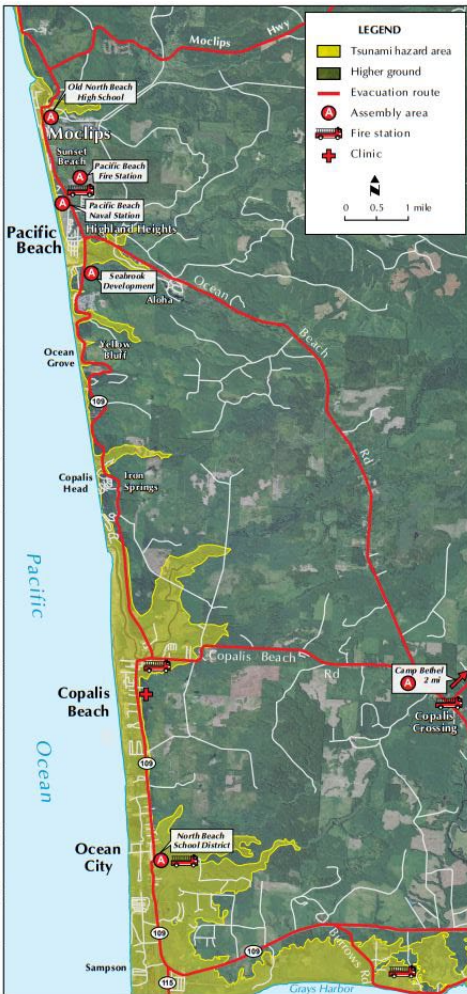 LEGEND
Tsunami hazard area
Higher ground
Evacuation route
A
Assembly area
Fire station
Clinic
N
0 0.5 1 mile
Moclips
Hwy
Old North Beach
High School
A
Moclips
Sunset
Beach
A
Pacific Beach
Fire Station
A
Pacific Beach
Naval Station
Highland Heights
Pacific
Beach
A
Seabrook
Development
Aloha
Ocean
Beach
Rd
Yellow
Bluff
Ocean
Grove
109
Iron
Springs
Copalis
Head
Pacific
Ocean
Copalis Beach
Rd
Camp Bethel
2 mi
A
Copalis
Crossing
Copalis
Beach
109
North Beach
School District
A
Ocean
City
109
109
Burrows Rd
Sampson
115
Grays Harbor